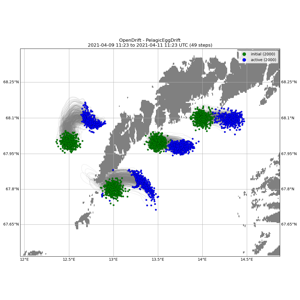 OpenDrift - PelagicEggDrift
2021-04-09 11:23 to 2021-04-11 11:23 UTC (49 steps)
initial (2000)
68.25°N
68.25°N
68.1°N
68.1°N
67.95°N
67.95°N
67.8°N
67.8°N
67.65°N
67.65°N
12°E 12.5°E 13°E 13.5°E 14°E 14.5°E